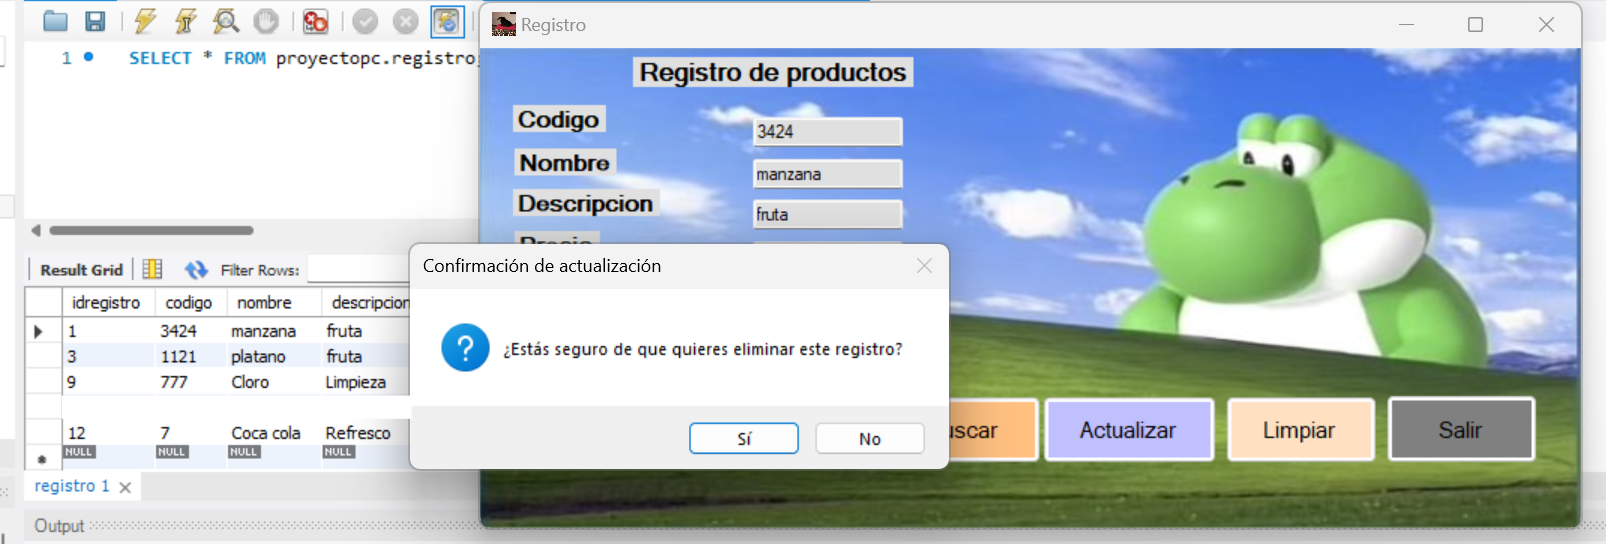 1 SELECT * FROM proyectopc.registro;
Result Grid Filter Rows:
idregistro codigo nombre descripcion
1 3424 manzana fruta
3 1121 platano fruta
9 777 Cloro Limpieza
12 7 Coca cola Refresco
NULL NULL NULL NULL
registro 1
Output
Registro
Registro de productos
Codigo 3424
Nombre manzana
Descripcion fruta
Precio
Confirmación de actualización
¿Estás seguro de que quieres eliminar este registro?
Sí No
uscar Actualizar Limpiar Salir